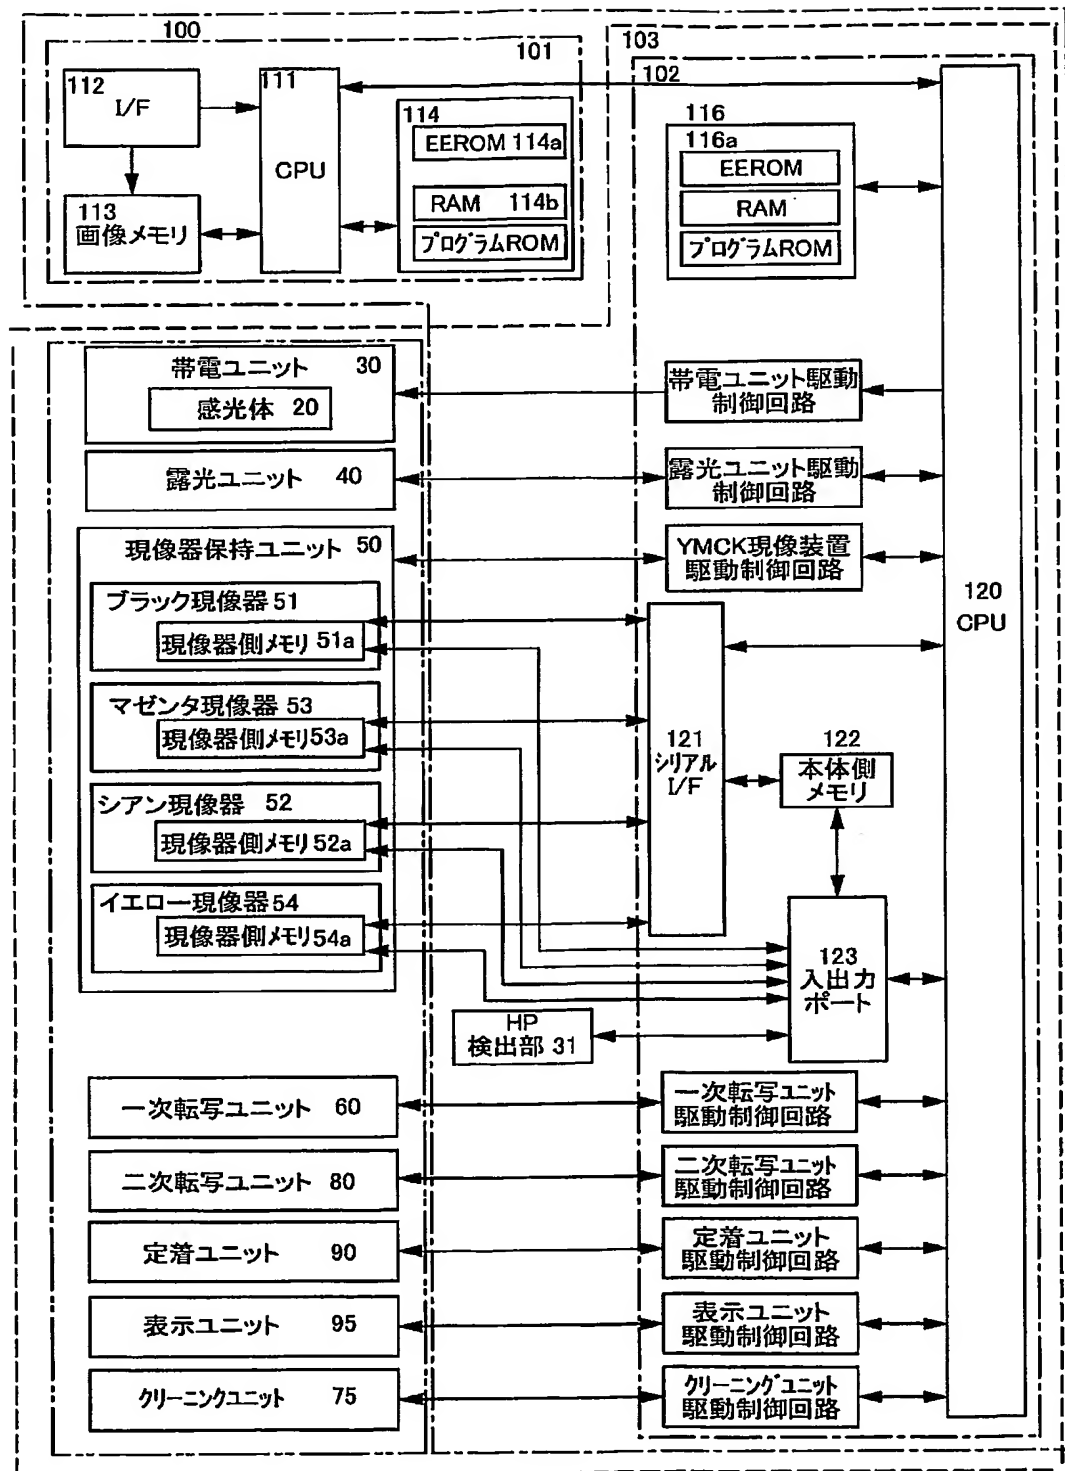 100
101
112
I/F
111
CPU
113
画像メモリ
114
EEROM 114a
RAM 114b
プログラムROM
103
102
116
116a
EEROM
RAM
プログラムROM
120
CPU
帯電ユニット 30
感光体 20
帯電ユニット駆動
制御回路
露光ユニット 40
露光ユニット駆動
制御回路
現像器保持ユニット 50
YMCK現像装置
駆動制御回路
ブラック現像器 51
現像器側メモリ 51a
マゼンタ現像器 53
現像器側メモリ 53a
シアン現像器 52
現像器側メモリ 52a
イエロー現像器 54
現像器側メモリ 54a
121
シリアル
I/F
122
本体側
メモリ
123
入出力
ポート
HP
検出部 31
一次転写ユニット 60
一次転写ユニット
駆動制御回路
二次転写ユニット 80
二次転写ユニット
駆動制御回路
定着ユニット 90
定着ユニット
駆動制御回路
表示ユニット 95
表示ユニット
駆動制御回路
クリーニングユニット 75
クリーニングユニット
駆動制御回路